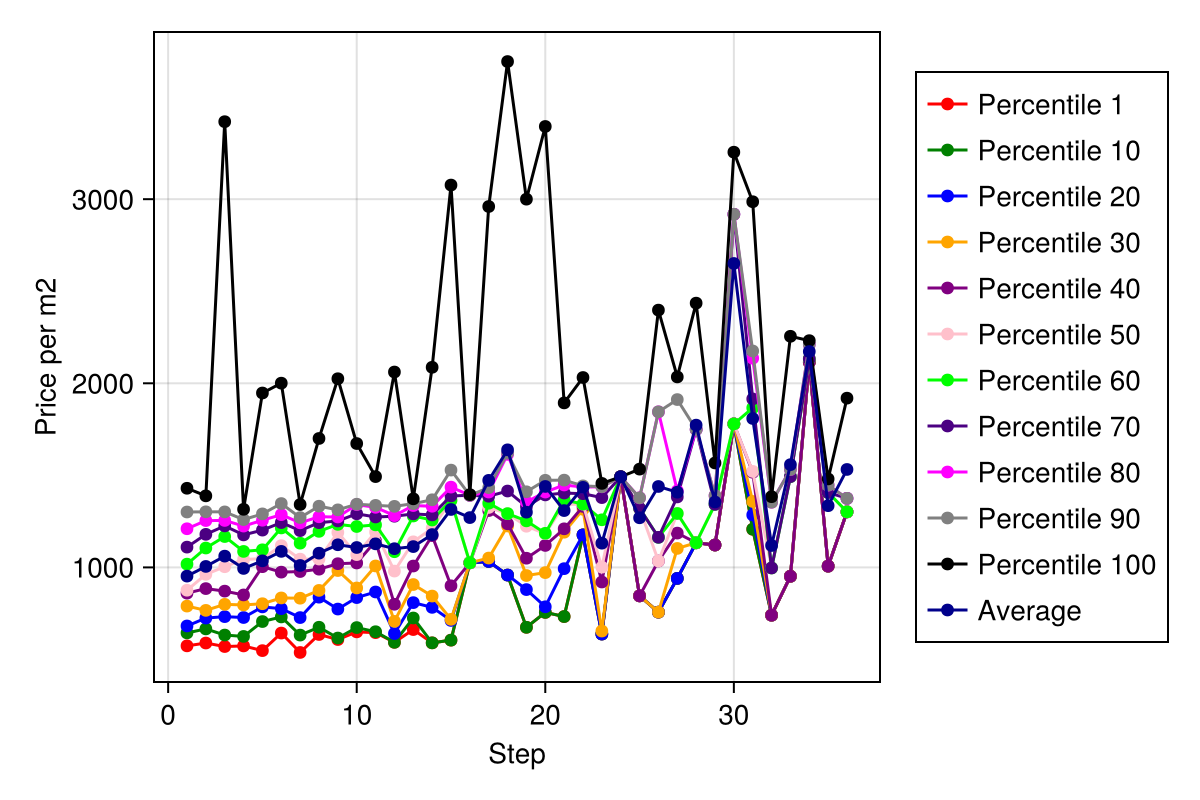 Price per m2
3000
2000
1000
0
10
20
30
Step
Percentile 1
Percentile 10
Percentile 20
Percentile 30
Percentile 40
Percentile 50
Percentile 60
Percentile 70
Percentile 80
Percentile 90
Percentile 100
Average